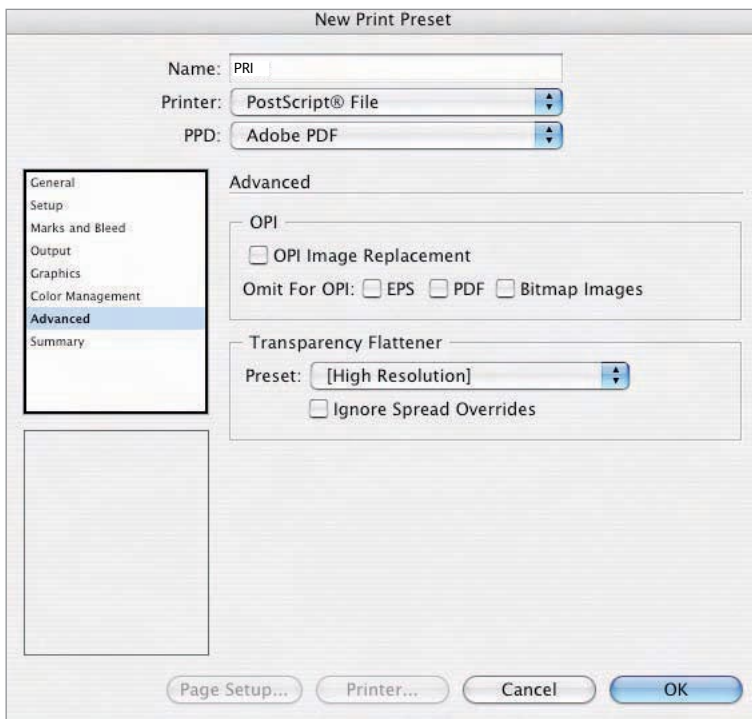 New Print Preset
Name: PRI
Printer: PostScript® File
PPD: Adobe PDF
General
Setup
Marks and Bleed
Output
Graphics
Color Management
Advanced
Summary
Advanced
OPI
OPI Image Replacement
Omit For OPI: EPS PDF Bitmap Images
Transparency Flattener
Preset: [High Resolution]
Ignore Spread Overrides
Page Setup... Printer... Cancel OK